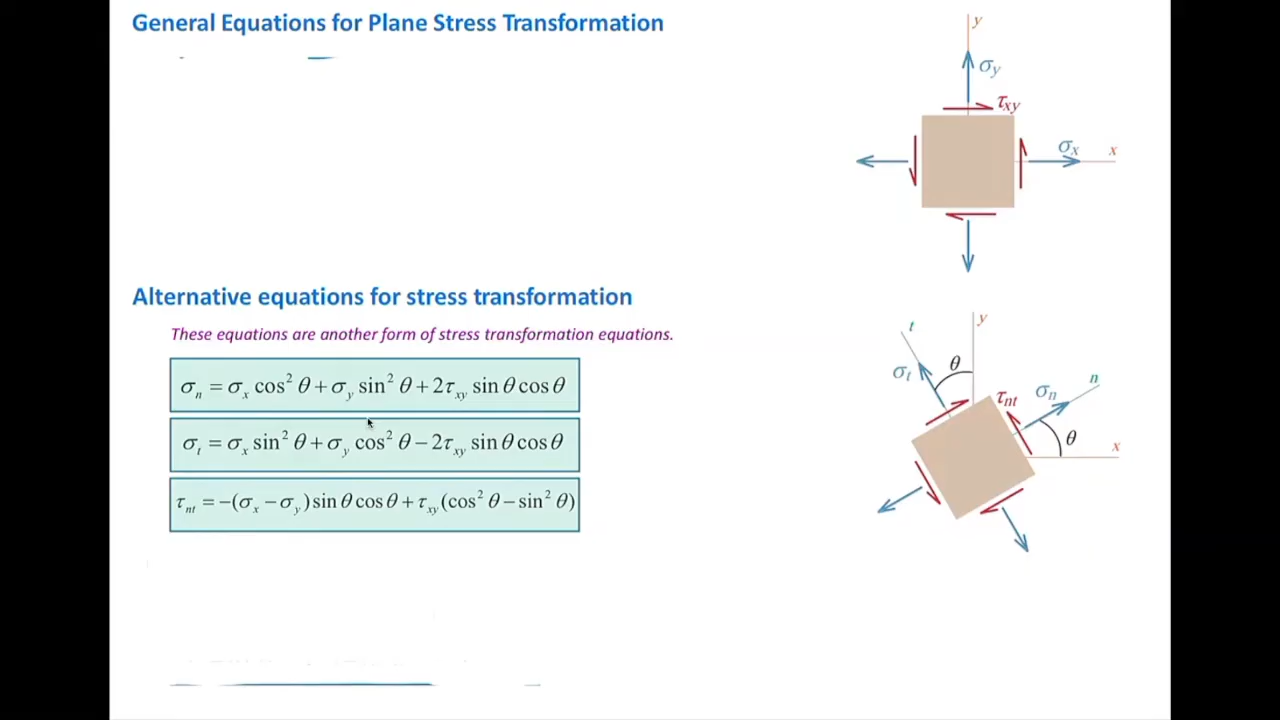 General Equations for Plane Stress Transformation
y
σy
τxy
σx
x
Alternative equations for stress transformation
These equations are another form of stress transformation equations.
σn = σx cos² θ + σy sin² θ + 2τxy sin θ cos θ
σt = σx sin² θ + σy cos² θ − 2τxy sin θ cos θ
τnt = −(σx − σy) sin θ cos θ + τxy (cos² θ − sin² θ)
t
y
θ
σt
n
σn
τnt
θ
x